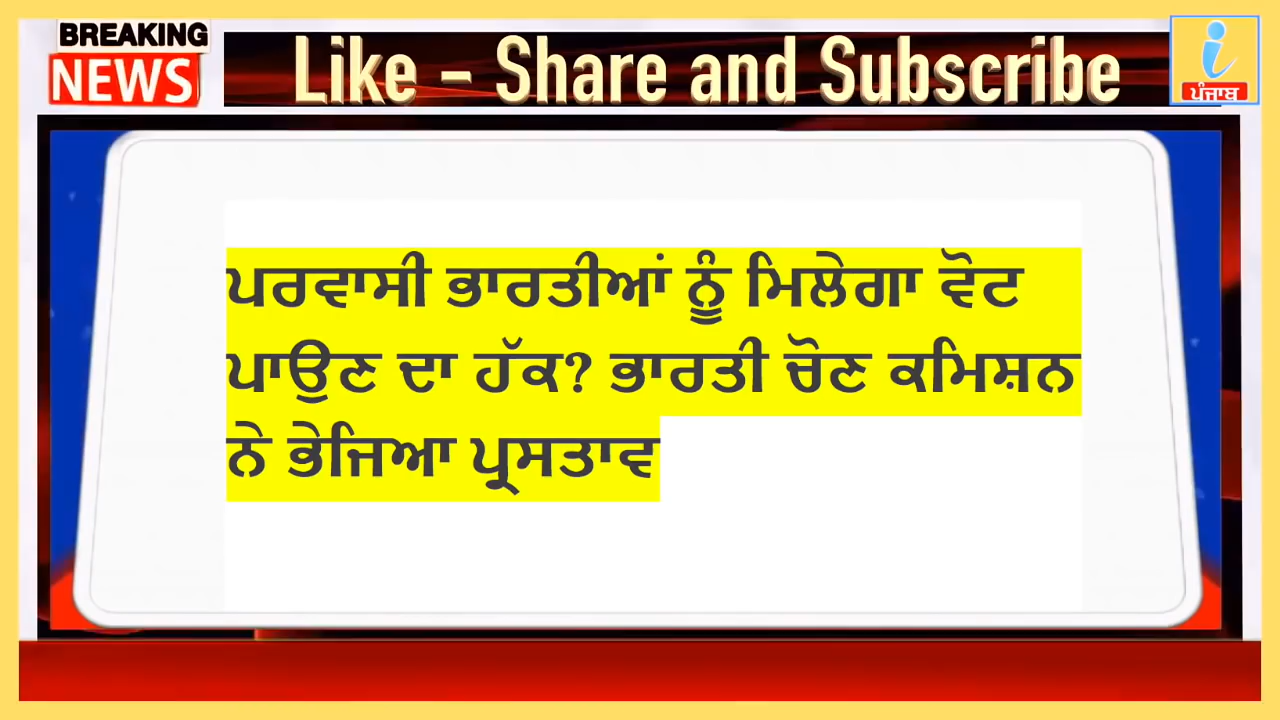 BREAKING
NEWS
Like – Share and Subscribe
i
ਪੰਜਾਬ
ਪਰਵਾਸੀ ਭਾਰਤੀਆਂ ਨੂੰ ਮਿਲੇਗਾ ਵੋਟ
ਪਾਉਣ ਦਾ ਹੱਕ? ਭਾਰਤੀ ਚੋਣ ਕਮਿਸ਼ਨ
ਨੇ ਭੇਜਿਆ ਪ੍ਰਸਤਾਵ